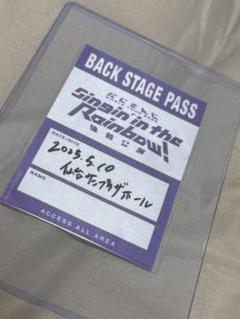 BACK STAGE PASS
Singin' in the
Rainbow!
DATE/SITE
2023.5.10
仙台サンプラザホール
NAME
ACCESS ALL AREA